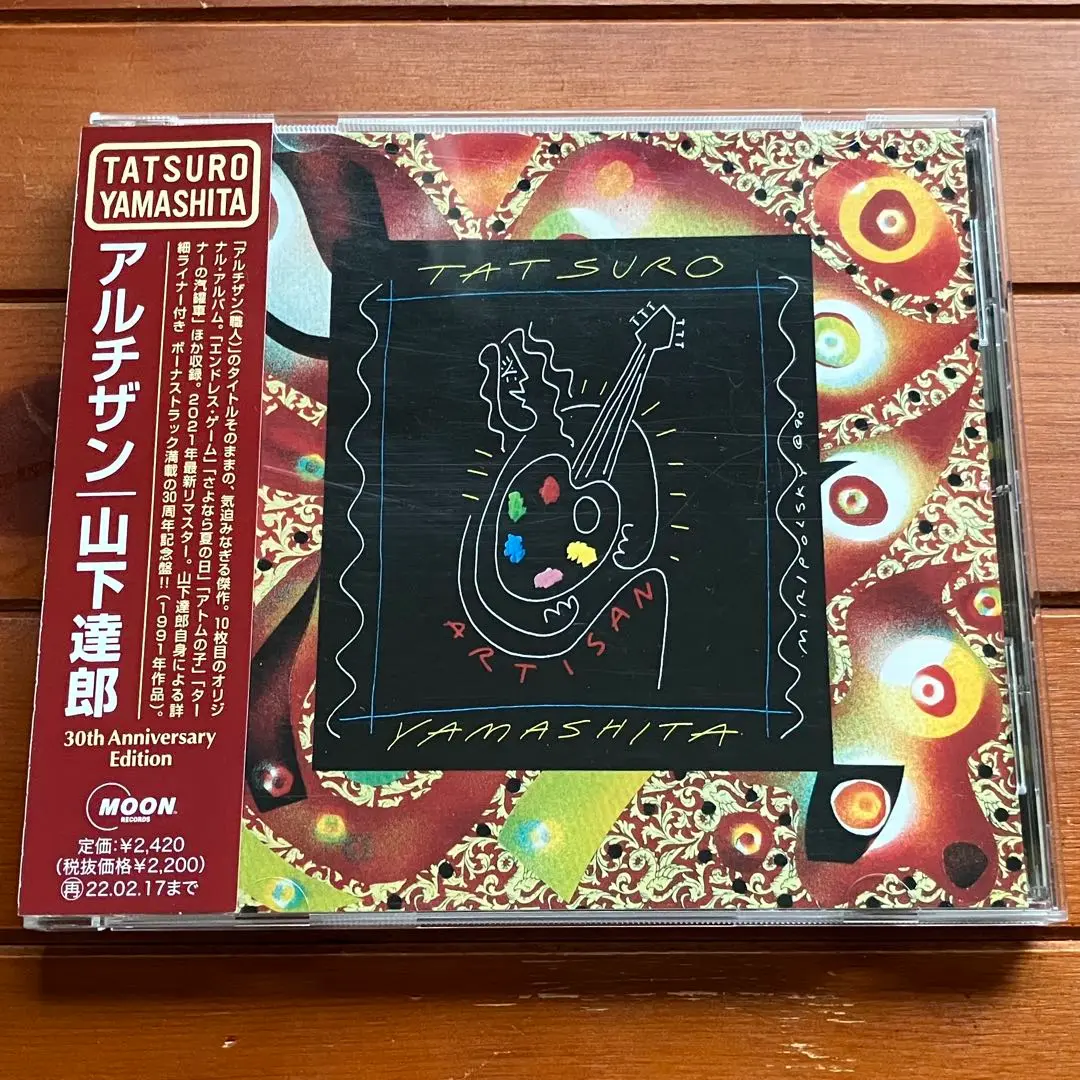 TATSURO
YAMASHITA
アルチザン|山下達郎
「アルチザン(職人)」のタイトルそのままの、気迫みなぎる傑作。10枚目のオリジ
ナル・アルバム。「エンドレス・ゲーム」「さよなら夏の日」「アトムの子」「ター
ナーの汽罐車」ほか収録。2021年最新リマスター。山下達郎自身による詳
細ライナー付き ボーナストラック満載の30周年記念盤!!(1991年作品)。
30th Anniversary
Edition
MOON
RECORDS
定価:¥2,420
(税抜価格¥2,200)
再22.02.17まで
TATSURO
ARTISAN
YAMASHITA